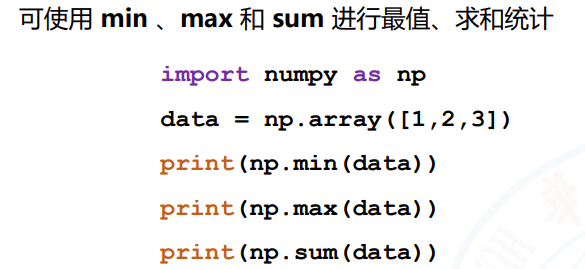 可使用 min 、max 和 sum 进行最值、求和统计
import numpy as np
data = np.array([1,2,3])
print(np.min(data))
print(np.max(data))
print(np.sum(data))